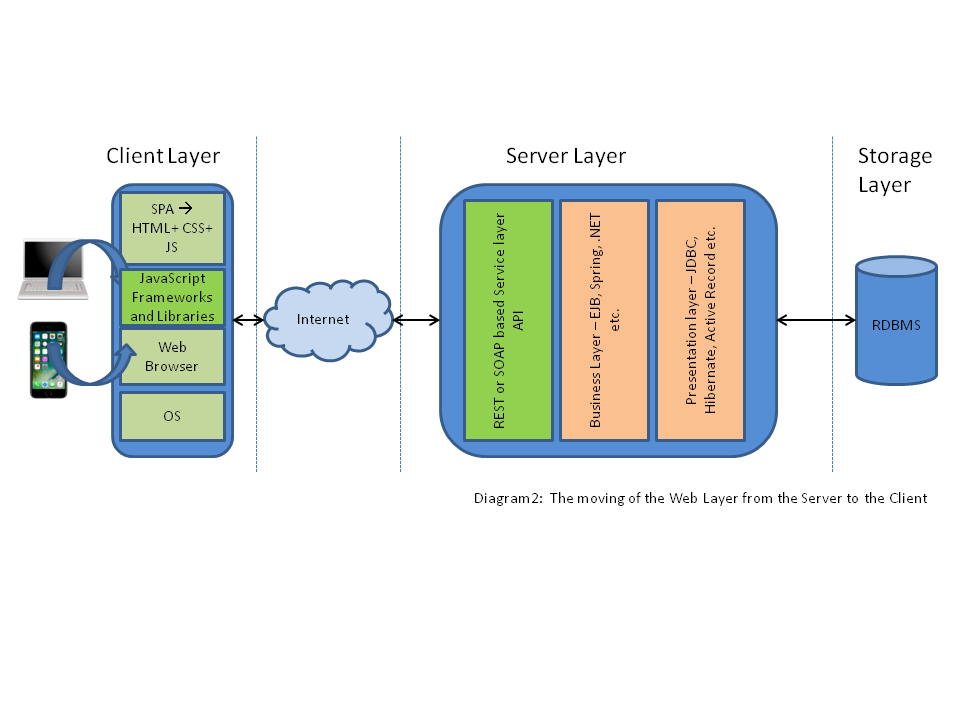 Client Layer
Server Layer
Storage
Layer
SPA →
HTML+ CSS+
JS
JavaScript
Frameworks
and Libraries
Web
Browser
OS
Internet
REST or SOAP based Service layer
API
Business Layer – EJB, Spring, .NET
etc.
Presentation layer – JDBC,
Hibernate, Active Record etc.
RDBMS
Diagram2: The moving of the Web Layer from the Server to the Client